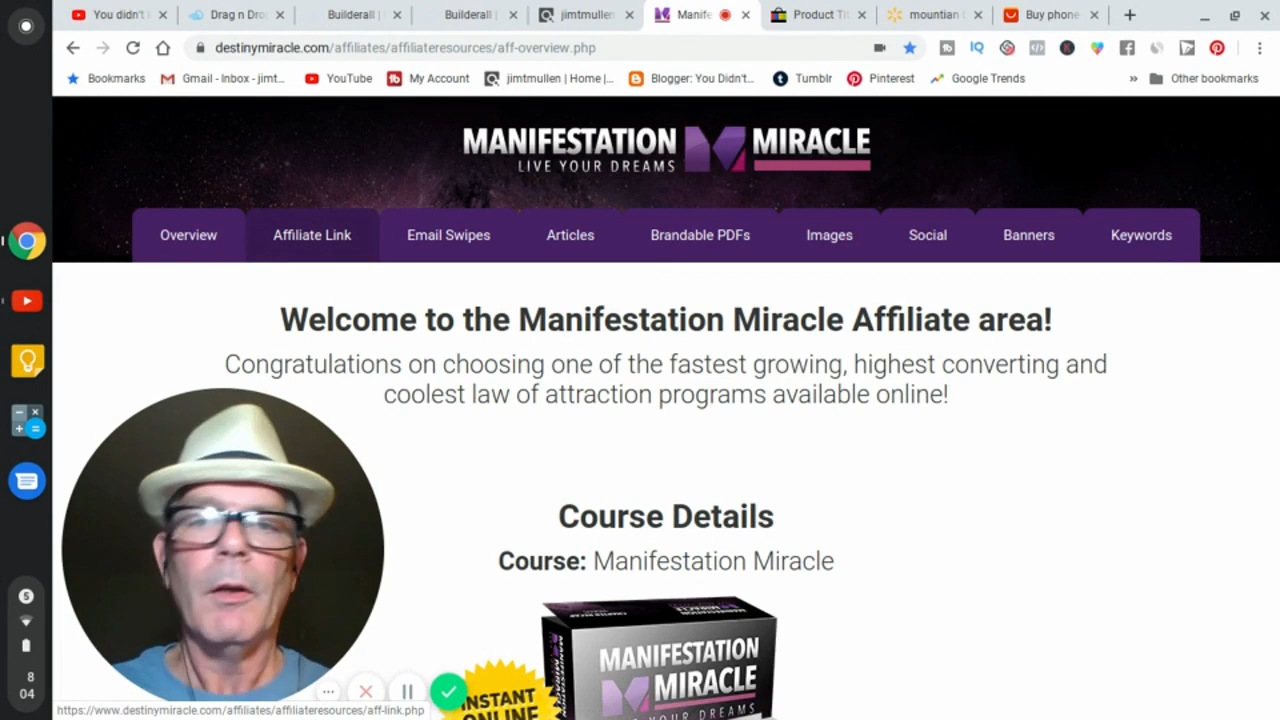 You didn't
Drag n Dro
Builderall |
Builderall |
jimtmullen
Manife
Product Tit
mountian
Buy phone
destinymiracle.com/affiliates/affiliateresources/aff-overview.php
Bookmarks
Gmail - Inbox - jimt...
YouTube
My Account
jimtmullen | Home |...
Blogger: You Didn't...
Tumblr
Pinterest
Google Trends
»
Other bookmarks
MANIFESTATION M MIRACLE
LIVE YOUR DREAMS
Overview
Affiliate Link
Email Swipes
Articles
Brandable PDFs
Images
Social
Banners
Keywords
Welcome to the Manifestation Miracle Affiliate area!
Congratulations on choosing one of the fastest growing, highest converting and
coolest law of attraction programs available online!
Course Details
Course: Manifestation Miracle
MANIFESTATION
MIRACLE
YOUR DREAMS
INSTANT
ONLINE
8
04
https://www.destinymiracle.com/affiliates/affiliateresources/aff-link.php